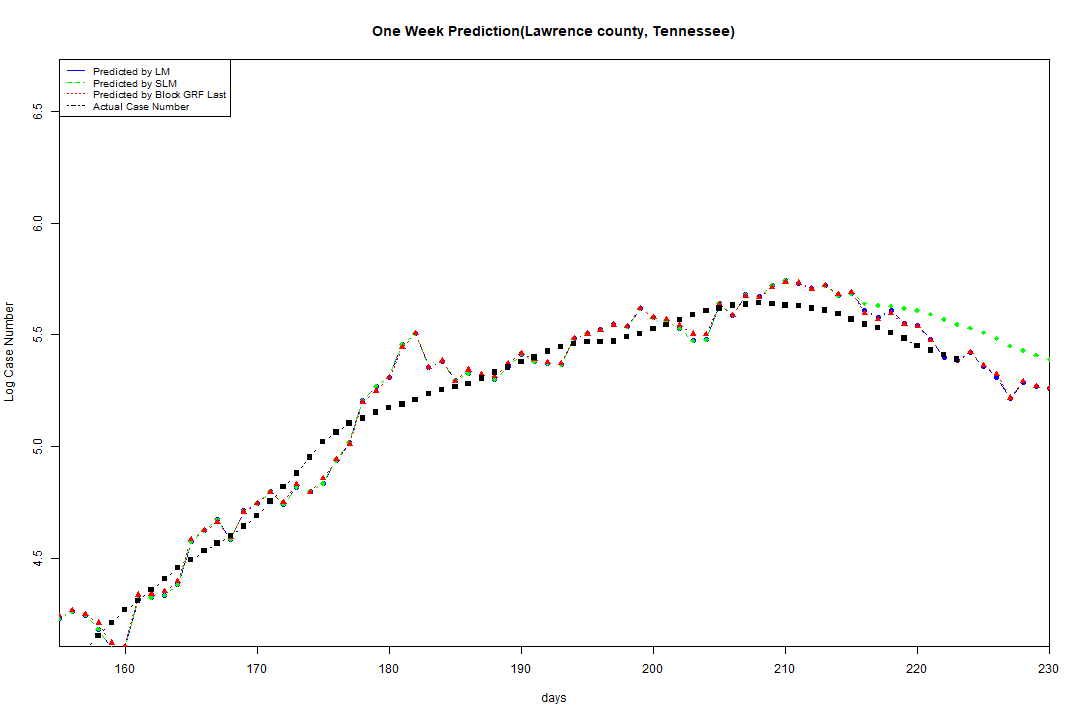 One Week Prediction(Lawrence county, Tennessee)
Predicted by LM
Predicted by SLM
Predicted by Block GRF Last
Actual Case Number
6.5
6.0
5.5
5.0
4.5
Log Case Number
160 170 180 190 200 210 220 230
days